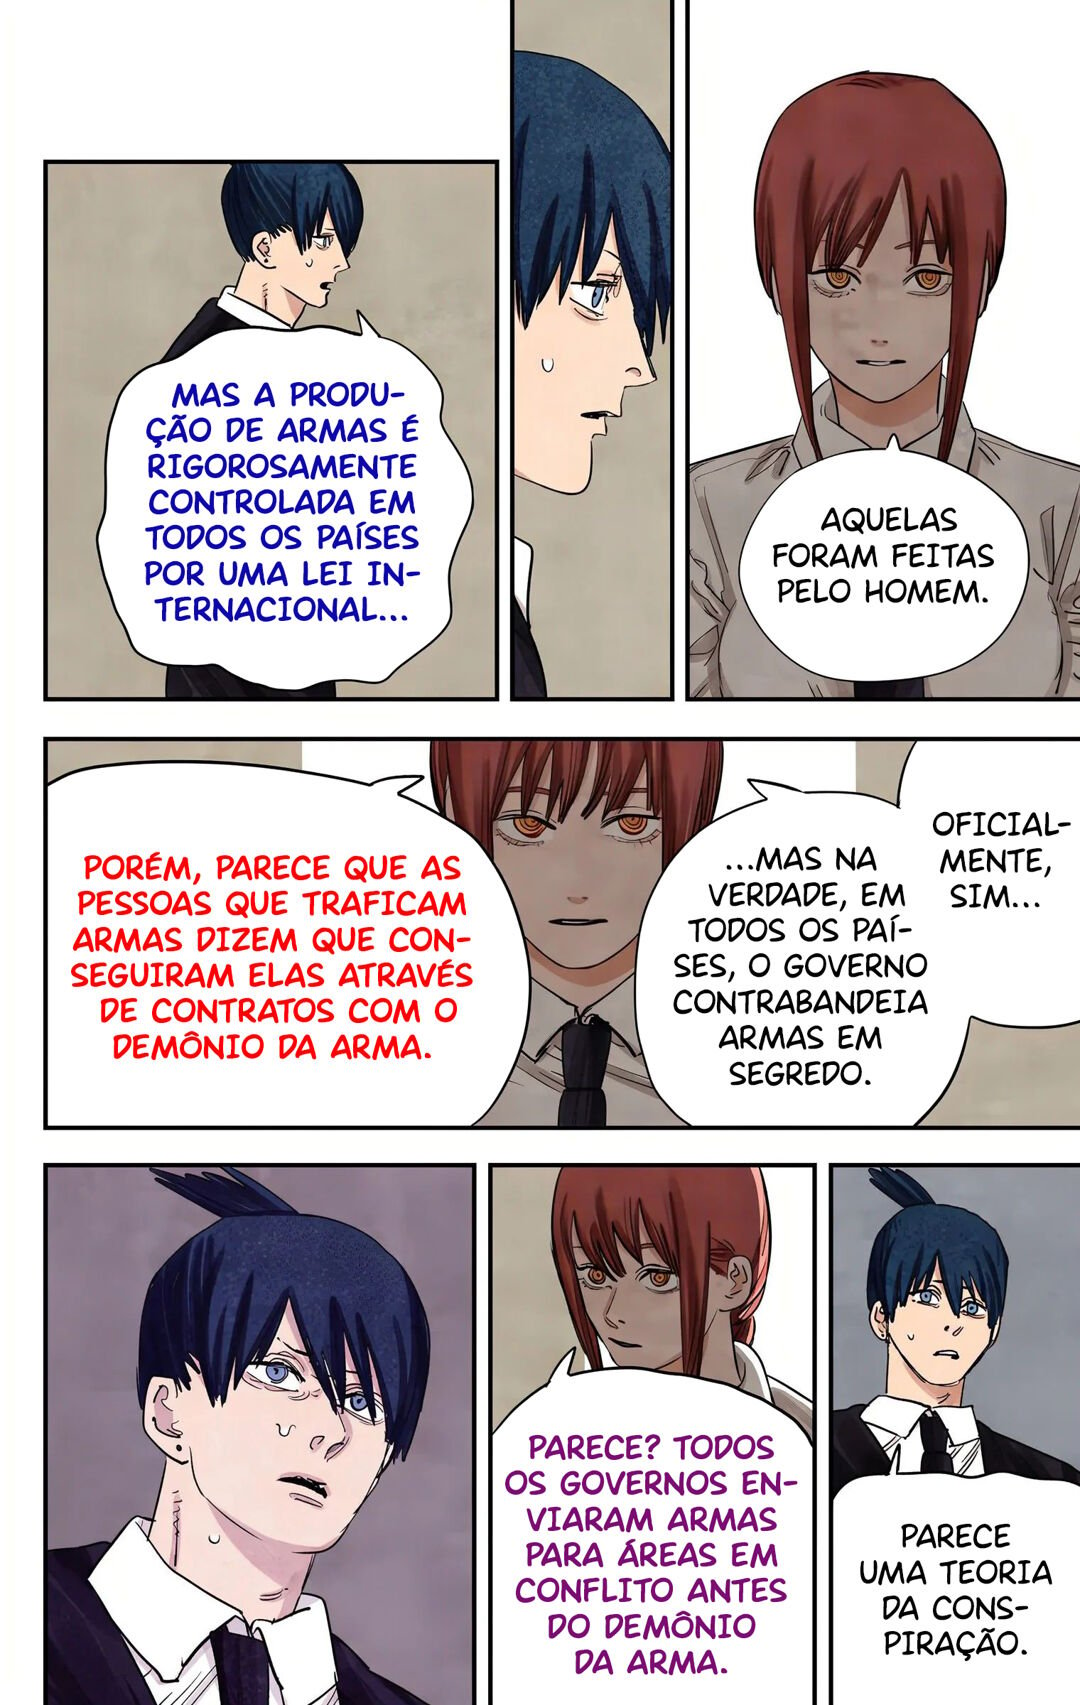 AQUELAS
FORAM FEITAS
PELO HOMEM.
MAS A PRODU-
ÇÃO DE ARMAS É
RIGOROSAMENTE
CONTROLADA EM
TODOS OS PAÍSES
POR UMA LEI IN-
TERNACIONAL...
OFICIAL-
MENTE,
SIM...
...MAS NA
VERDADE, EM
TODOS OS PAÍ-
SES, O GOVERNO
CONTRABANDEIA
ARMAS EM
SEGREDO.
PORÉM, PARECE QUE AS
PESSOAS QUE TRAFICAM
ARMAS DIZEM QUE CON-
SEGUIRAM ELAS ATRAVÉS
DE CONTRATOS COM O
DEMÔNIO DA ARMA.
PARECE
UMA TEORIA
DA CONS-
PIRAÇÃO.
PARECE? TODOS
OS GOVERNOS EN-
VIARAM ARMAS
PARA ÁREAS EM
CONFLITO ANTES
DO DEMÔNIO
DA ARMA.